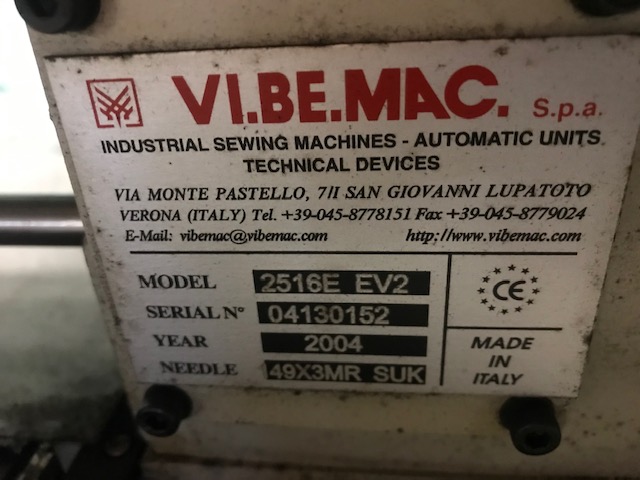 VI.BE.MAC. S.p.a.
INDUSTRIAL SEWING MACHINES - AUTOMATIC UNITS
TECHNICAL DEVICES
VIA MONTE PASTELLO, 7/I SAN GIOVANNI LUPATOTO
VERONA (ITALY) Tel. +39-045-8778151 Fax +39-045-8779024
E-Mail: vibemac@vibemac.com http://www.vibemac.com
MODEL 2516E EV2
SERIAL N° 04130152
YEAR 2004
NEEDLE 149X3MR SUK
CE
MADE
IN
ITALY